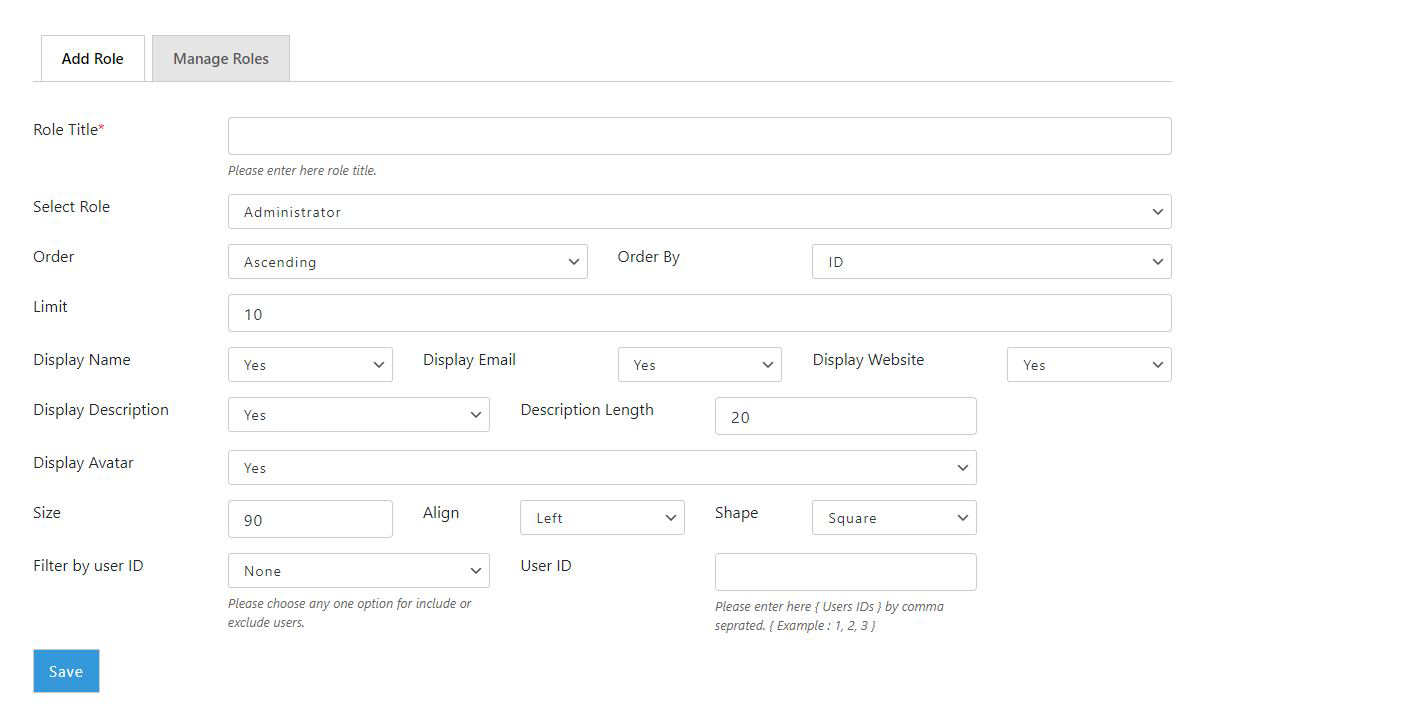 Add Role Manage Roles
Role Title*
Please enter here role title.
Select Role Administrator
Order Ascending Order By ID
Limit 10
Display Name Yes Display Email Yes Display Website Yes
Display Description Yes Description Length 20
Display Avatar Yes
Size 90 Align Left Shape Square
Filter by user ID None User ID
Please choose any one option for include or
exclude users.
Please enter here { Users IDs } by comma
seprated. { Example : 1, 2, 3 }
Save